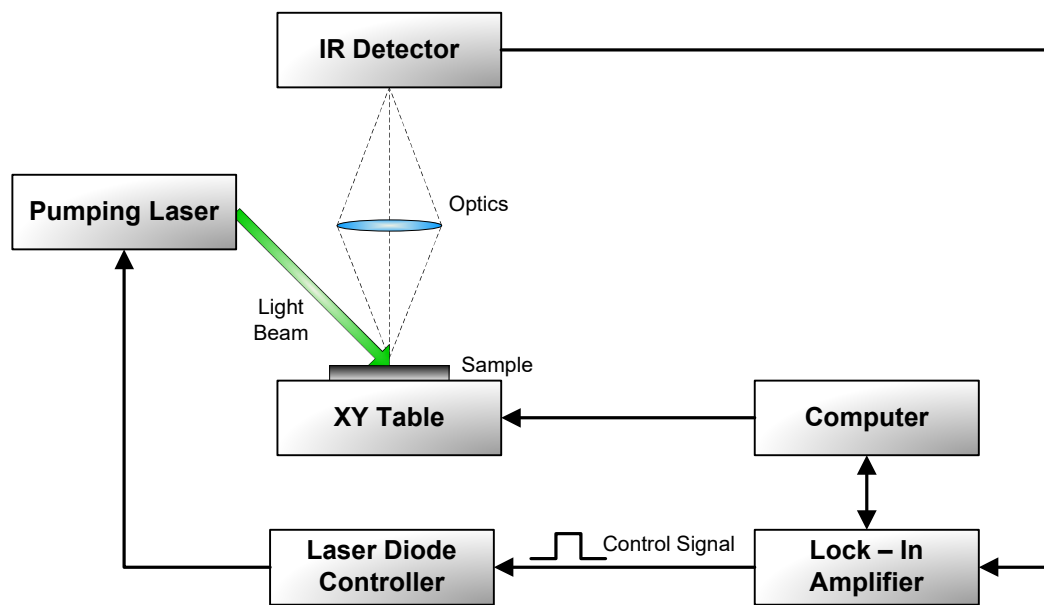 IR Detector
Pumping Laser
Optics
Light
Beam
Sample
XY Table
Computer
Laser Diode
Controller
Control Signal
Lock – In
Amplifier